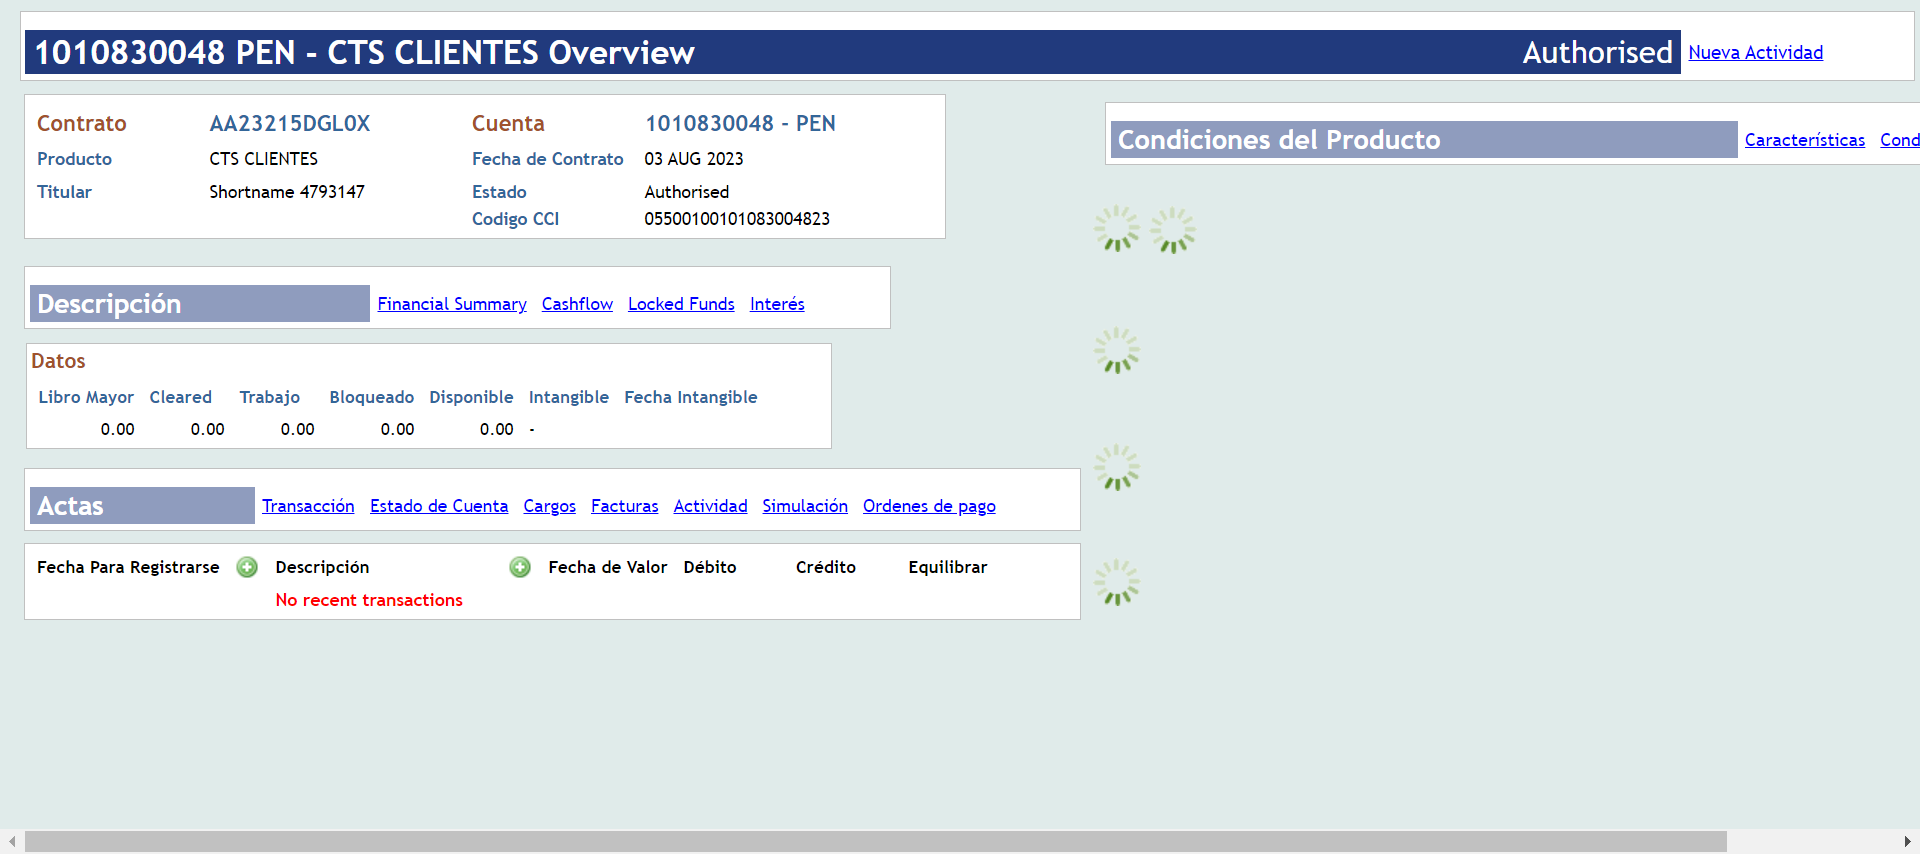 1010830048 PEN - CTS CLIENTES Overview Authorised Nueva Actividad
Contrato AA23215DGL0X Cuenta 1010830048 - PEN
Producto CTS CLIENTES Fecha de Contrato 03 AUG 2023
Titular Shortname 4793147 Estado Authorised
Codigo CCI 05500100101083004823
Condiciones del Producto Características Cond
Descripción Financial Summary Cashflow Locked Funds Interés
Datos
Libro Mayor Cleared Trabajo Bloqueado Disponible Intangible Fecha Intangible
0.00 0.00 0.00 0.00 0.00 -
Actas Transacción Estado de Cuenta Cargos Facturas Actividad Simulación Ordenes de pago
Fecha Para Registrarse Descripción Fecha de Valor Débito Crédito Equilibrar
No recent transactions